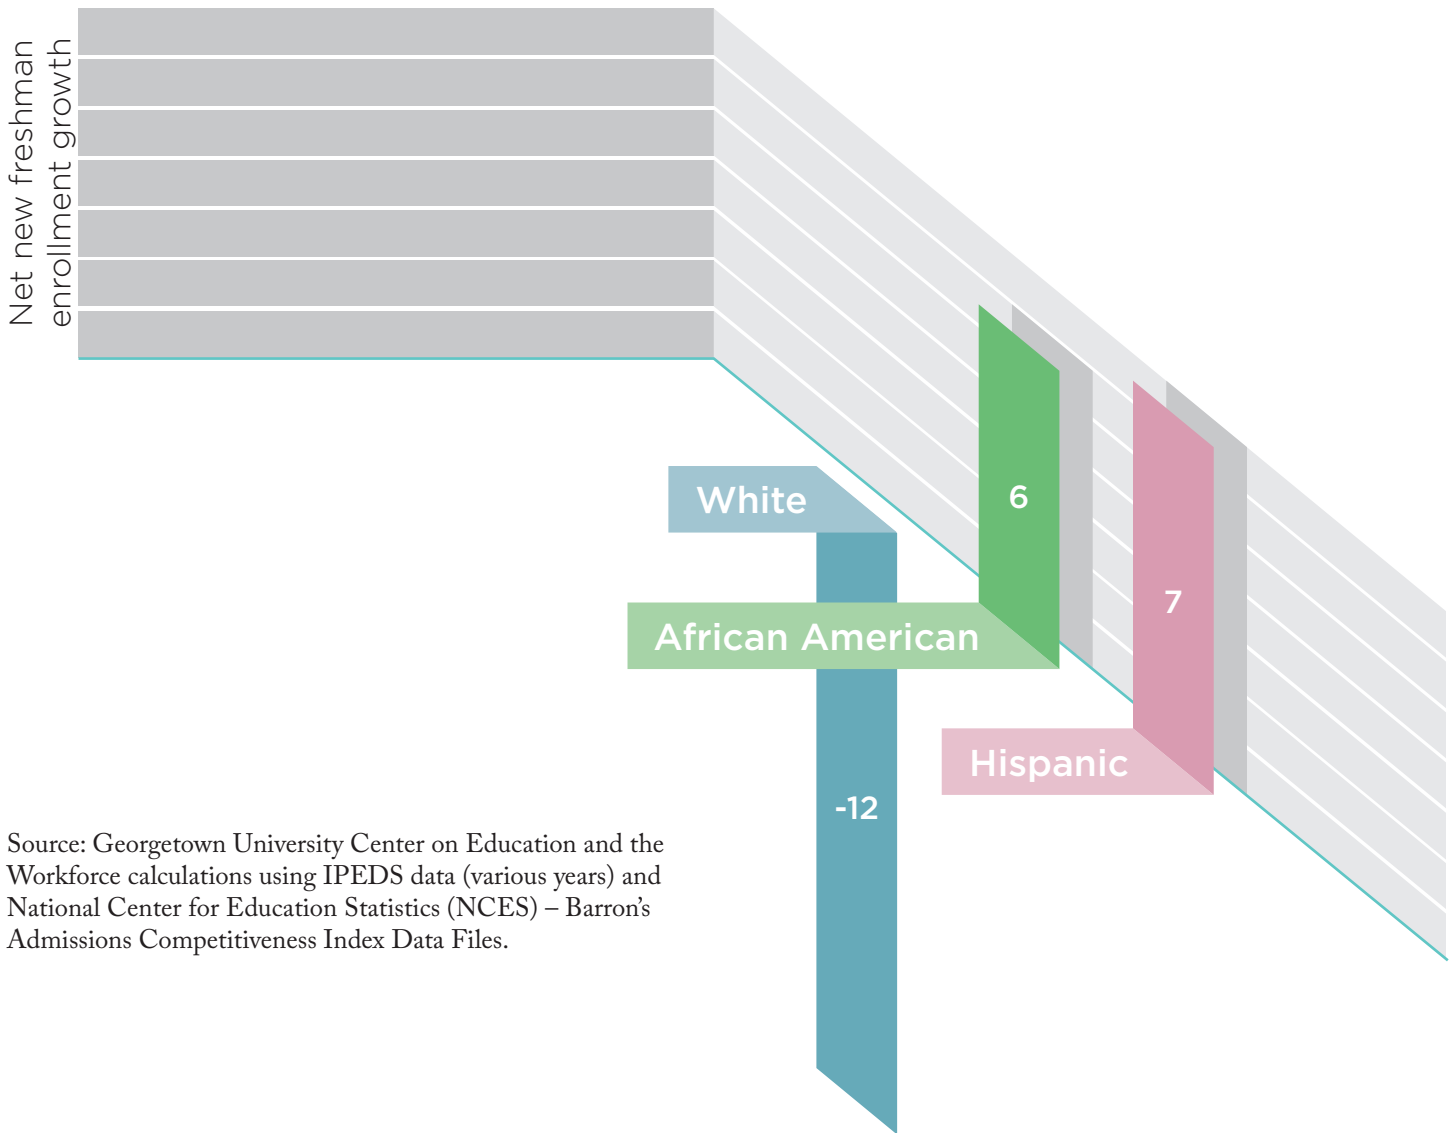 Net new freshman
enrollment growth
White
6
African American
7
Hispanic
-12
Source: Georgetown University Center on Education and the
Workforce calculations using IPEDS data (various years) and
National Center for Education Statistics (NCES) – Barron’s
Admissions Competitiveness Index Data Files.